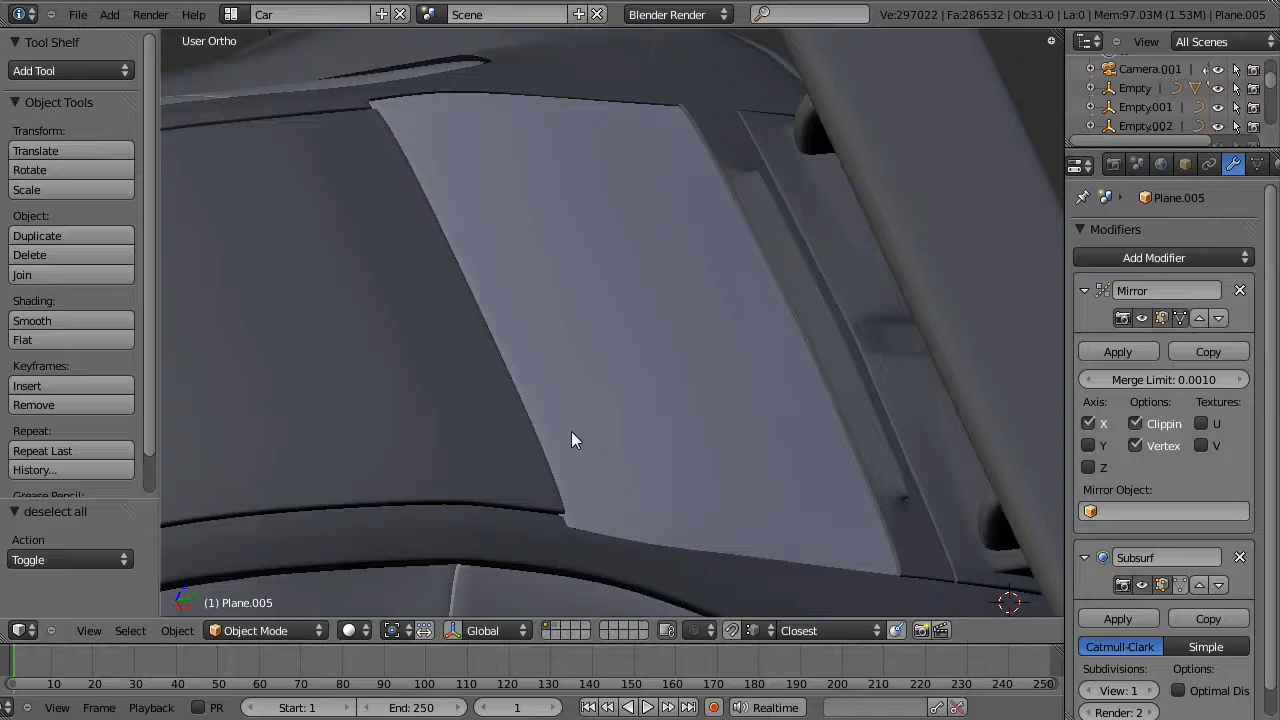 File Add Render Help Car Scene Blender Render Ve:297022 | Fa:286532 | Ob:31-0 | La:0 | Mem:97.03M (1.53M) | Plane.005
Tool Shelf
Add Tool
Object Tools
Transform:
Translate
Rotate
Scale
Object:
Duplicate
Delete
Join
Shading:
Smooth
Flat
Keyframes:
Insert
Remove
Repeat:
Repeat Last
History...
deselect all
Action
Toggle
User Ortho
(1) Plane.005
View Select Object Object Mode Global Closest
10 20 30 40 50 60 70 80 90 100 110 120 130 140 150 160 170 180 190 200 210 220 230 240 250
View Frame Playback PR Start: 1 End: 250 1 Realtime
View All Scenes
Camera.001
Empty
Empty.001
Empty.002
Plane.005
Modifiers
Add Modifier
Mirror
Apply Copy
Merge Limit: 0.0010
Axis: Options: Textures:
X Clippin U
Y Vertex V
Z
Mirror Object:
Subsurf
Apply Copy
Catmull-Clark Simple
Subdivisions: Options:
View: 1 Optimal Dis
Render: 2